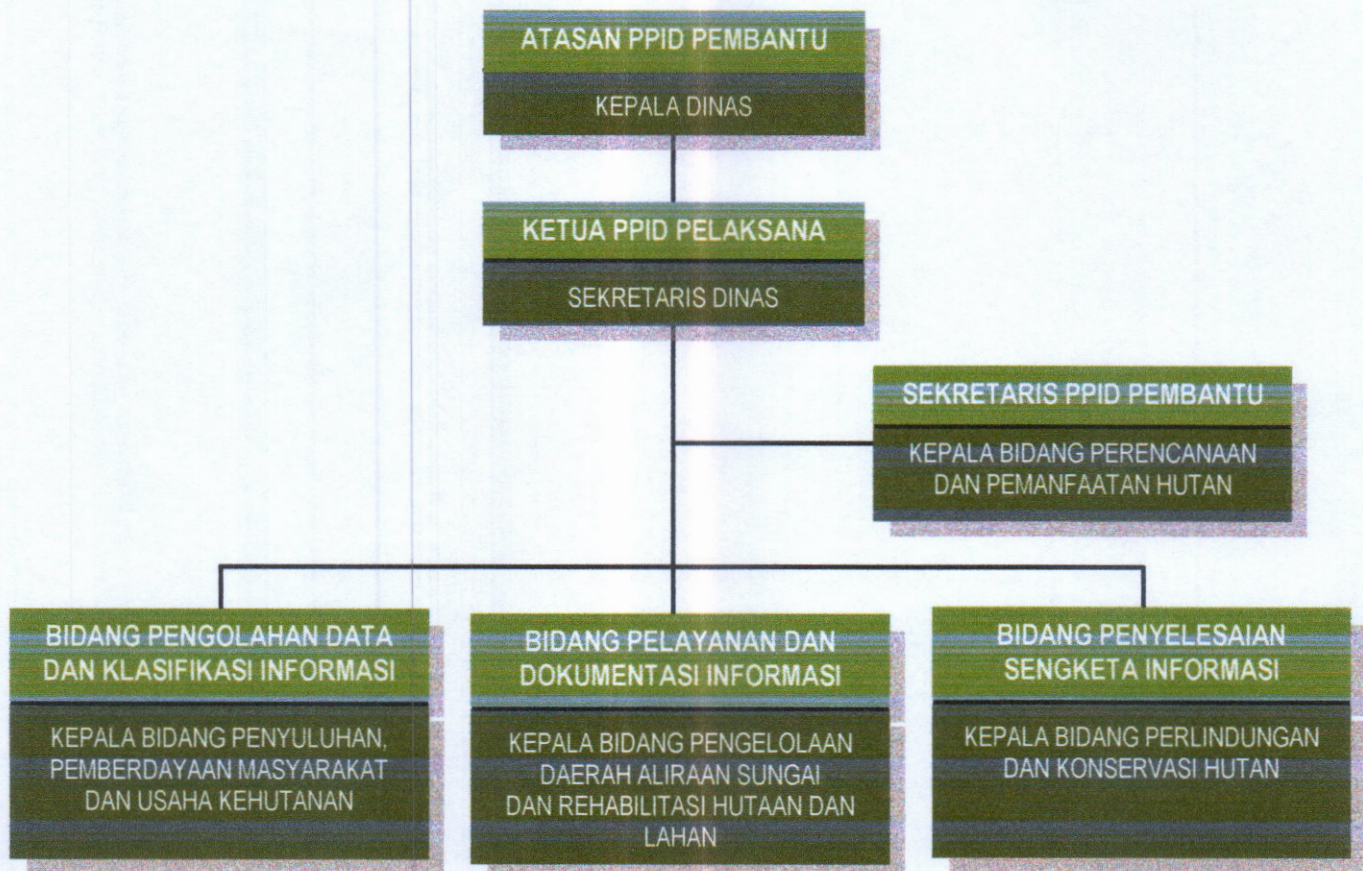 ATASAN PPID PEMBANTU
KEPALA DINAS
KETUA PPID PELAKSANA
SEKRETARIS DINAS
SEKRETARIS PPID PEMBANTU
KEPALA BIDANG PERENCANAAN
DAN PEMANFAATAN HUTAN
BIDANG PENGOLAHAN DATA
DAN KLASIFIKASI INFORMASI
KEPALA BIDANG PENYULUHAN,
PEMBERDAYAAN MASYARAKAT
DAN USAHA KEHUTANAN
BIDANG PELAYANAN DAN
DOKUMENTASI INFORMASI
KEPALA BIDANG PENGELOLAAN
DAERAH ALIRAAN SUNGAI
DAN REHABILITASI HUTAAN DAN
LAHAN
BIDANG PENYELESAIAN
SENGKETA INFORMASI
KEPALA BIDANG PERLINDUNGAN
DAN KONSERVASI HUTAN